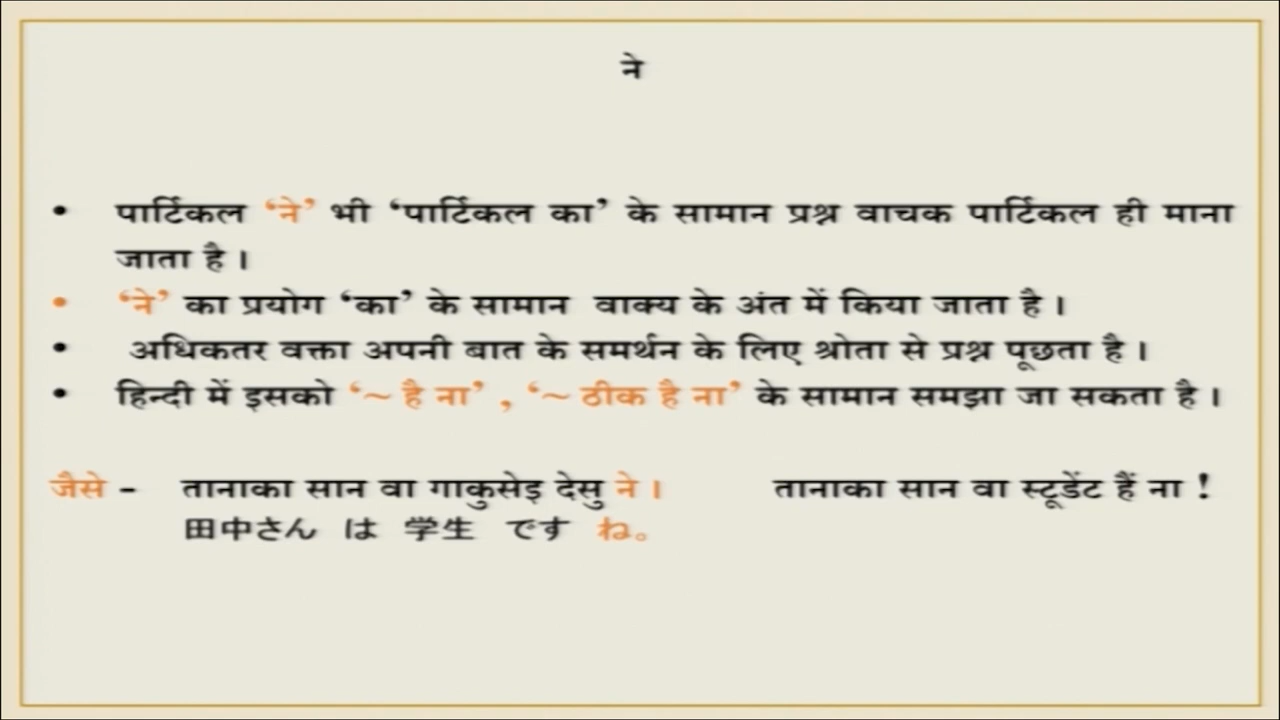 ने
• पार्टिकल ‘ने’ भी ‘पार्टिकल का’ के सामान प्रश्न वाचक पार्टिकल ही माना
जाता है ।
• ‘ने’ का प्रयोग ‘का’ के सामान वाक्य के अंत में किया जाता है ।
• अधिकतर वक्ता अपनी बात के समर्थन के लिए श्रोता से प्रश्न पूछता है ।
• हिन्दी में इसको ‘~ है ना’ , ‘~ ठीक है ना’ के सामान समझा जा सकता है ।
जैसे - तानाका सान वा गाकुसेइ देसु ने । तानाका सान वा स्टूडेंट हैं ना !
田中さん は 学生 です ね。